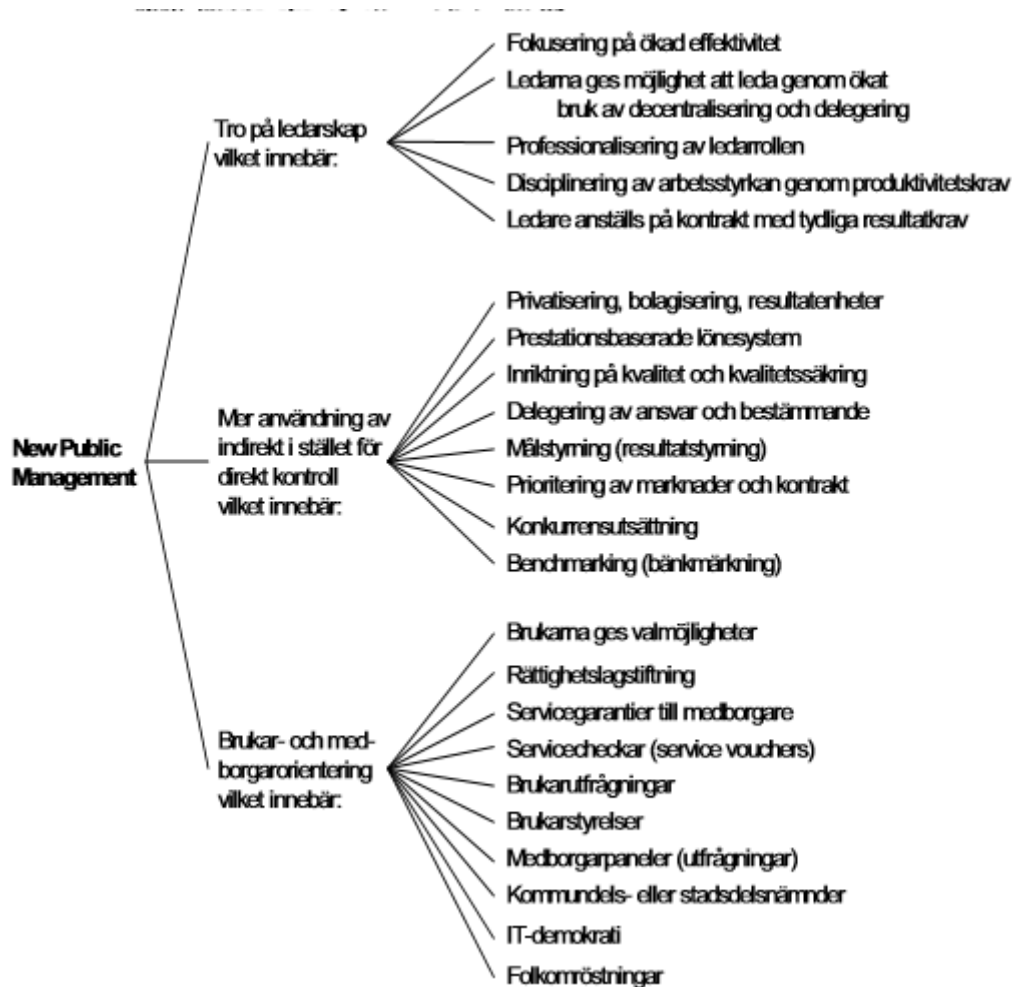 Fokusering på ökad effektivitet
Ledarna ges möjlighet att leda genom ökat
bruk av decentralisering och delegering
Tro på ledarskap
vilket innebär:
Professionalisering av ledarrollen
Disciplinering av arbetsstyrkan genom produktivitetskrav
Ledare anställs på kontrakt med tydliga resultatkrav
Privatisering, bolagisering, resultatenheter
Prestationsbaserade lönesystem
Inriktning på kvalitet och kvalitetssäkring
Delegering av ansvar och bestämmande
Mer användning av
indirekt i stället för
direkt kontroll
vilket innebär:
New Public
Management
Målstyrning (resultatstyrning)
Prioritering av marknader och kontrakt
Konkurrensutsättning
Benchmarking (bänkmärkning)
Brukarna ges valmöjligheter
Rättighetslagstiftning
Servicegarantier till medborgare
Servicecheckar (service vouchers)
Brukar- och med-
borgarorientering
vilket innebär:
Brukarutfrågningar
Brukarstyrelser
Medborgarpaneler (utfrågningar)
Kommundels- eller stadsdelsnämnder
IT-demokrati
Folkomröstningar